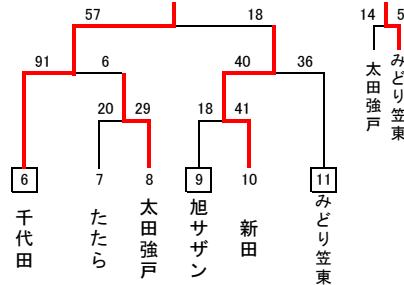 57 18
14 5
91 6 40 36
20 29 18 41
太田強戸
みどり笠東
6 7 8 9 10 11
千代田
たたら
太田強戸
旭サザン
新田
みどり笠東